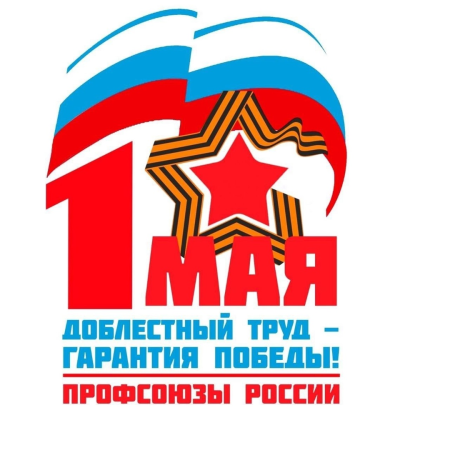 1 МАЯ
ДОБЛЕСТНЫЙ ТРУД –
ГАРАНТИЯ ПОБЕДЫ!
ПРОФСОЮЗЫ РОССИИ